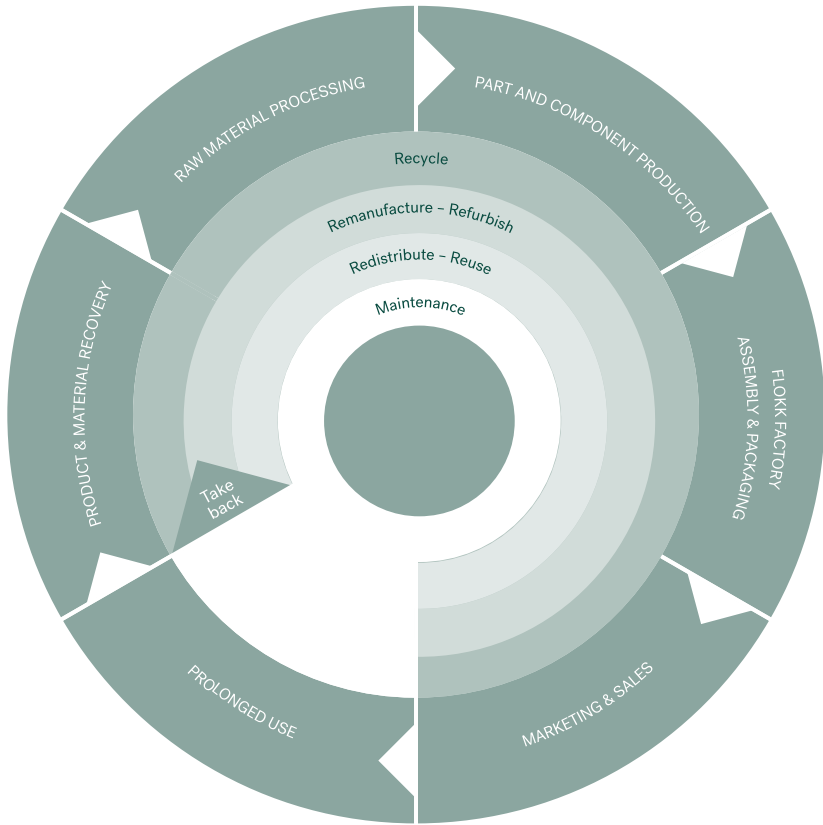 RAW MATERIAL PROCESSING
PART AND COMPONENT PRODUCTION
Recycle
Remanufacture – Refurbish
Redistribute – Reuse
Maintenance
FLOKK FACTORY
ASSEMBLY & PACKAGING
PRODUCT & MATERIAL RECOVERY
Take
back
PROLONGED USE
MARKETING & SALES